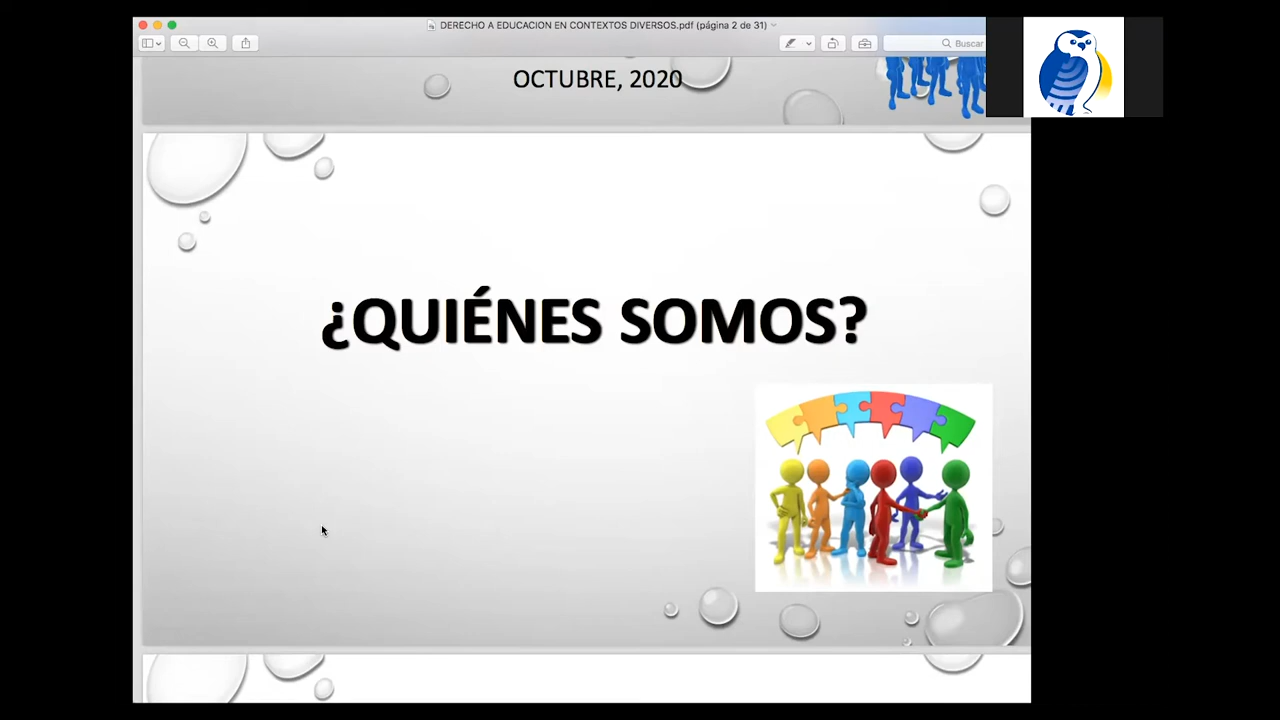 DERECHO A EDUCACION EN CONTEXTOS DIVERSOS.pdf (página 2 de 31)
Buscar
OCTUBRE, 2020
¿QUIÉNES SOMOS?